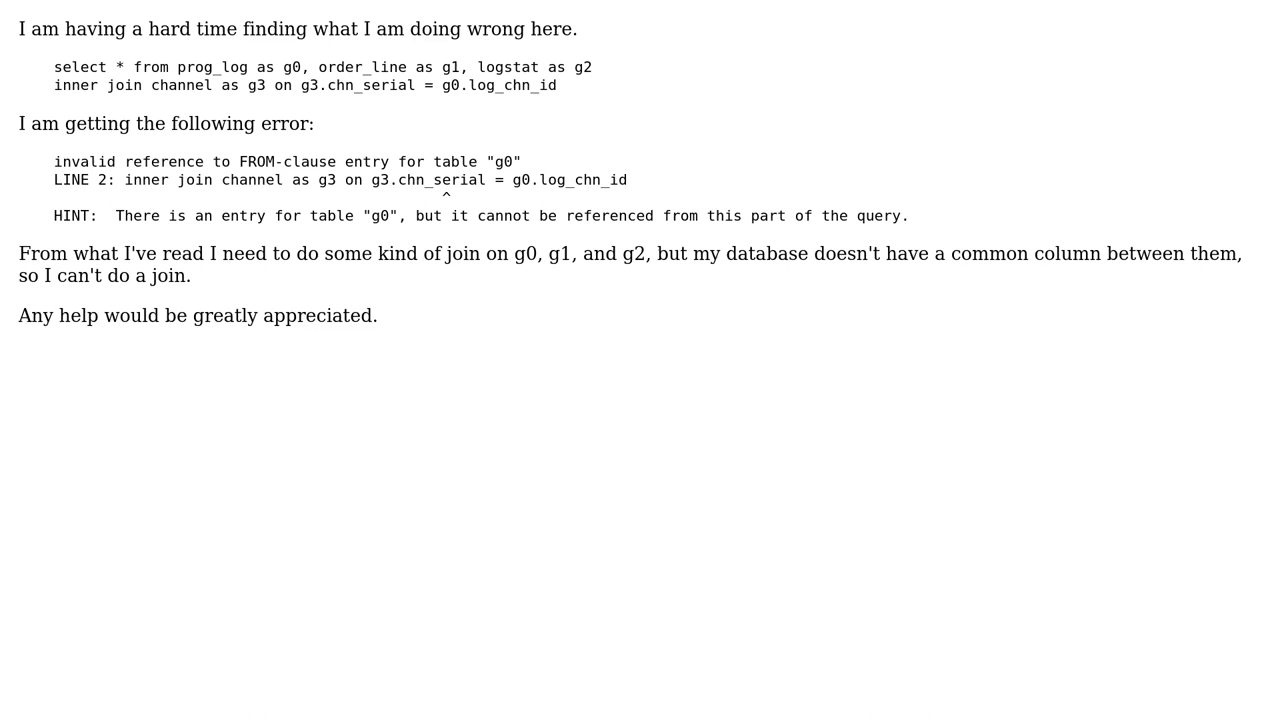 I am having a hard time finding what I am doing wrong here.
select * from prog_log as g0, order_line as g1, logstat as g2
inner join channel as g3 on g3.chn_serial = g0.log_chn_id
I am getting the following error:
invalid reference to FROM-clause entry for table "g0"
LINE 2: inner join channel as g3 on g3.chn_serial = g0.log_chn_id
^
HINT:  There is an entry for table "g0", but it cannot be referenced from this part of the query.
From what I've read I need to do some kind of join on g0, g1, and g2, but my database doesn't have a common column between them,
so I can't do a join.
Any help would be greatly appreciated.